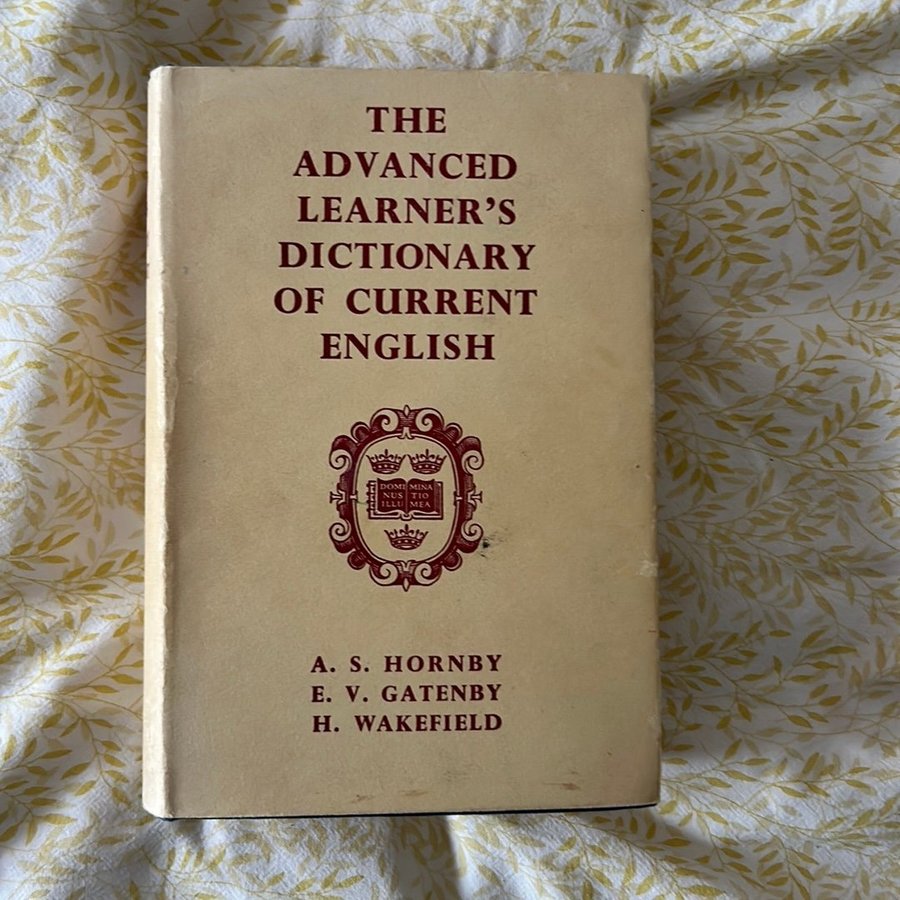 THE
ADVANCED
LEARNER'S
DICTIONARY
OF CURRENT
ENGLISH
DOMI MINA
NUS TIO
ILLU MEA
A. S. HORNBY
E. V. GATENBY
H. WAKEFIELD